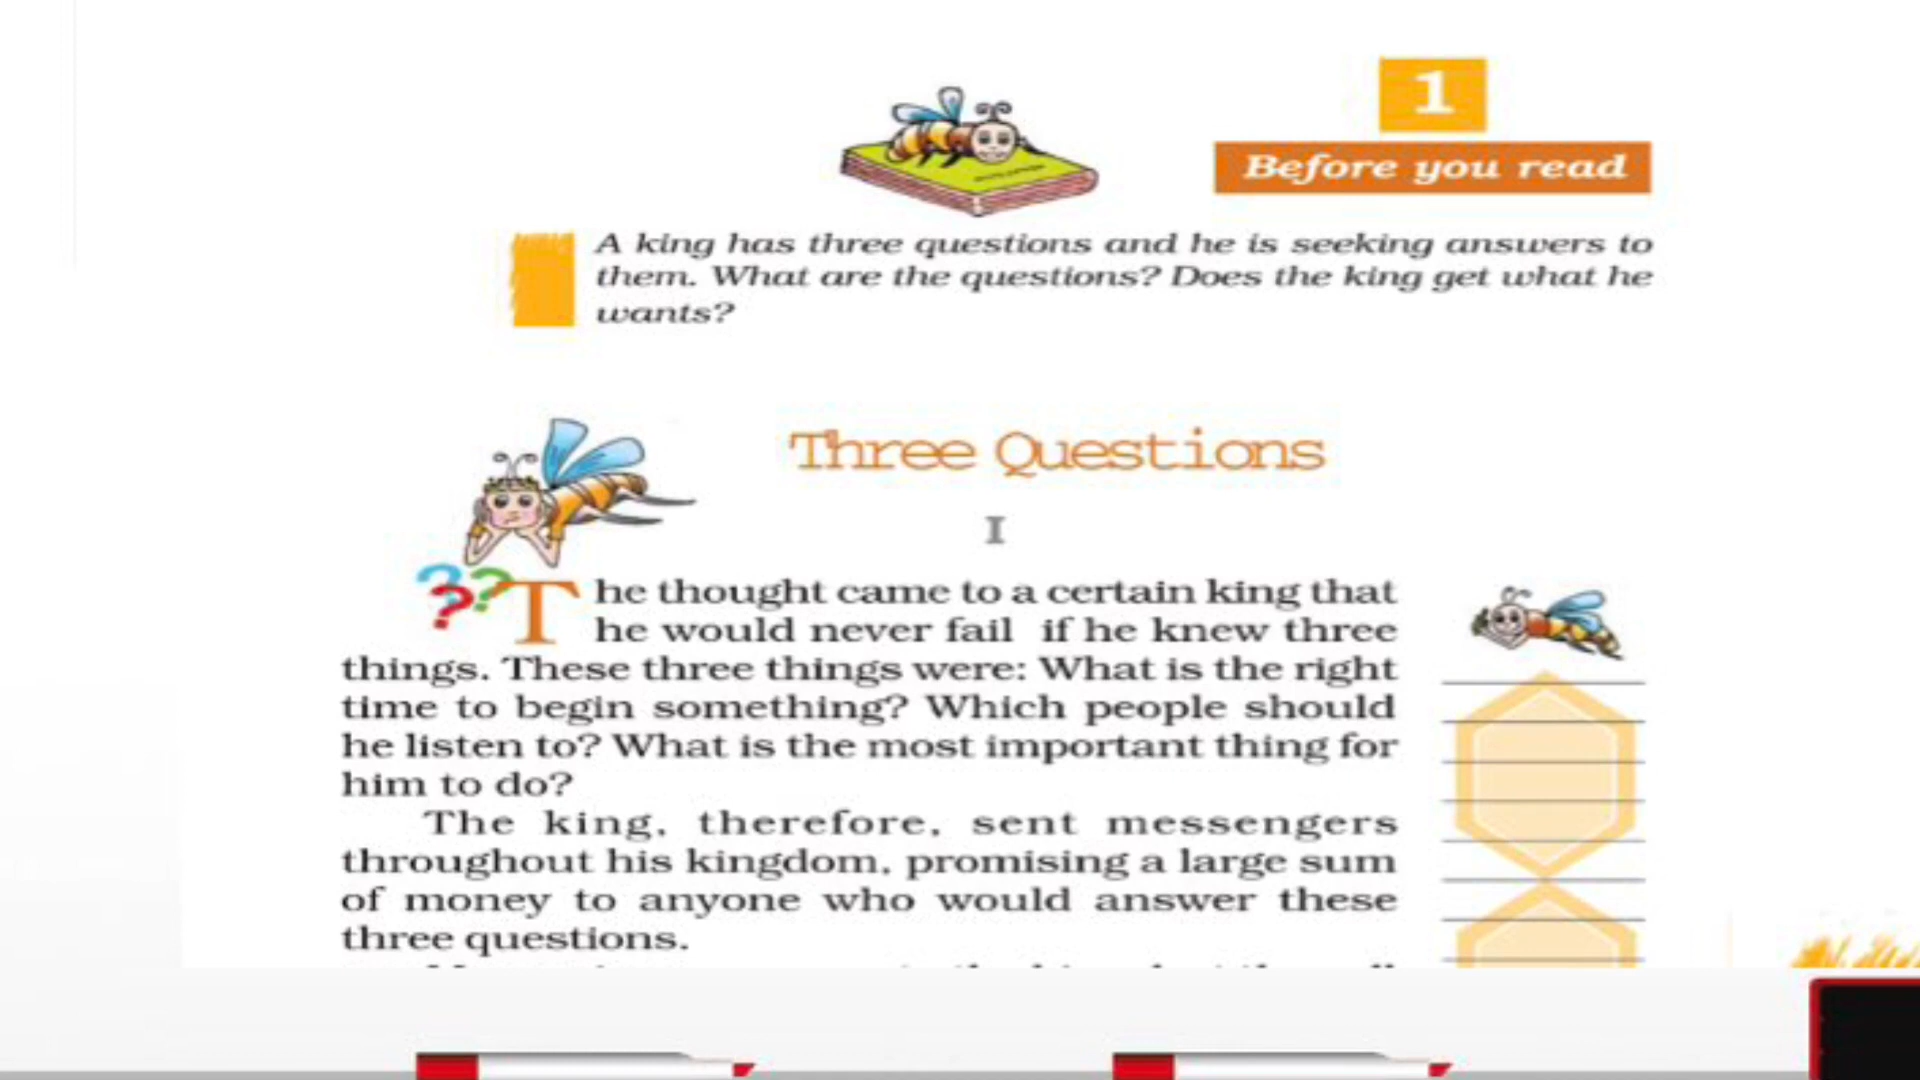 1
Before you read
A king has three questions and he is seeking answers to
them. What are the questions? Does the king get what he
wants?
Three Questions
I
The thought came to a certain king that
he would never fail if he knew three
things. These three things were: What is the right
time to begin something? Which people should
he listen to? What is the most important thing for
him to do?
The king, therefore, sent messengers
throughout his kingdom, promising a large sum
of money to anyone who would answer these
three questions.